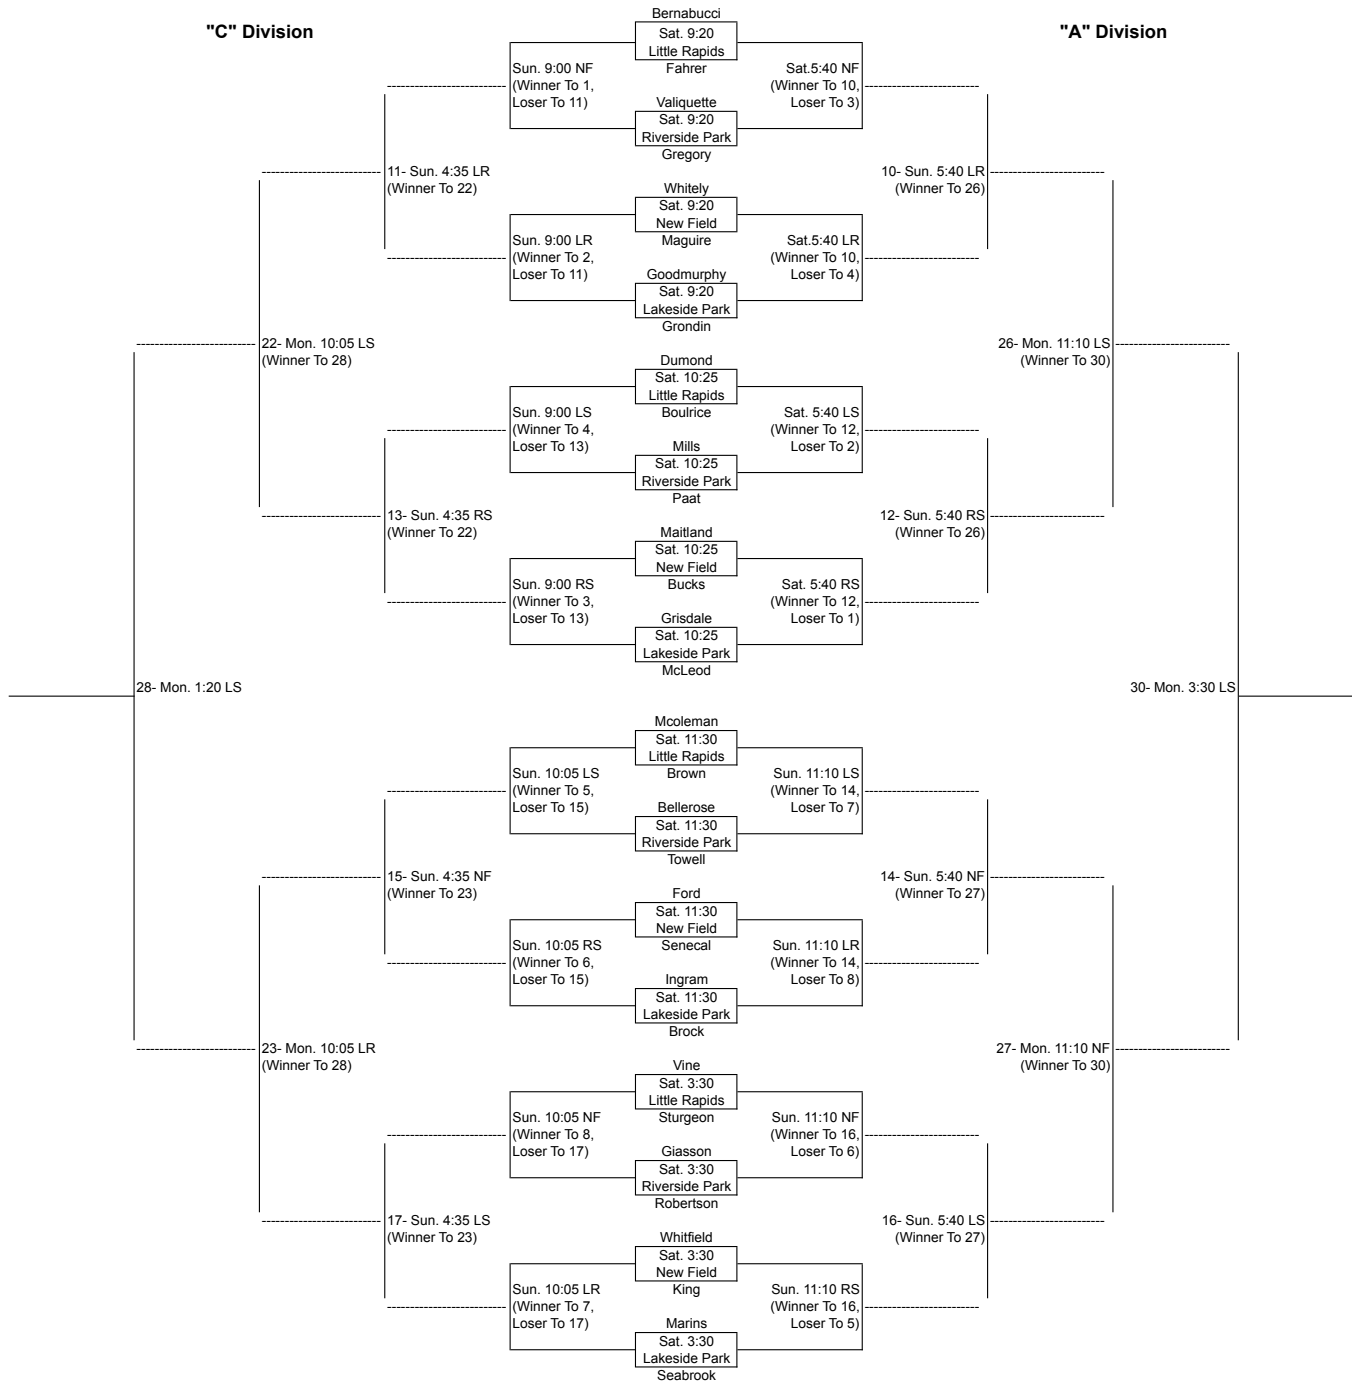 "C" Division
"A" Division
Bernabucci
Sat. 9:20
Little Rapids
Fahrer
Sun. 9:00 NF
(Winner To 1,
Loser To 11)
Sat.5:40 NF
(Winner To 10,
Loser To 3)
Valiquette
Sat. 9:20
Riverside Park
Gregory
11- Sun. 4:35 LR
(Winner To 22)
10- Sun. 5:40 LR
(Winner To 26)
Whitely
Sat. 9:20
New Field
Maguire
Sun. 9:00 LR
(Winner To 2,
Loser To 11)
Sat.5:40 LR
(Winner To 10,
Loser To 4)
Goodmurphy
Sat. 9:20
Lakeside Park
Grondin
22- Mon. 10:05 LS
(Winner To 28)
26- Mon. 11:10 LS
(Winner To 30)
Dumond
Sat. 10:25
Little Rapids
Boulrice
Sun. 9:00 LS
(Winner To 4,
Loser To 13)
Sat. 5:40 LS
(Winner To 12,
Loser To 2)
Mills
Sat. 10:25
Riverside Park
Paat
13- Sun. 4:35 RS
(Winner To 22)
12- Sun. 5:40 RS
(Winner To 26)
Maitland
Sat. 10:25
New Field
Bucks
Sun. 9:00 RS
(Winner To 3,
Loser To 13)
Sat. 5:40 RS
(Winner To 12,
Loser To 1)
Grisdale
Sat. 10:25
Lakeside Park
McLeod
28- Mon. 1:20 LS
30- Mon. 3:30 LS
Mcoleman
Sat. 11:30
Little Rapids
Brown
Sun. 10:05 LS
(Winner To 5,
Loser To 15)
Sun. 11:10 LS
(Winner To 14,
Loser To 7)
Bellerose
Sat. 11:30
Riverside Park
Towell
15- Sun. 4:35 NF
(Winner To 23)
14- Sun. 5:40 NF
(Winner To 27)
Ford
Sat. 11:30
New Field
Senecal
Sun. 10:05 RS
(Winner To 6,
Loser To 15)
Sun. 11:10 LR
(Winner To 14,
Loser To 8)
Ingram
Sat. 11:30
Lakeside Park
Brock
23- Mon. 10:05 LR
(Winner To 28)
27- Mon. 11:10 NF
(Winner To 30)
Vine
Sat. 3:30
Little Rapids
Sturgeon
Sun. 10:05 NF
(Winner To 8,
Loser To 17)
Sun. 11:10 NF
(Winner To 16,
Loser To 6)
Giasson
Sat. 3:30
Riverside Park
Robertson
17- Sun. 4:35 LS
(Winner To 23)
16- Sun. 5:40 LS
(Winner To 27)
Whitfield
Sat. 3:30
New Field
King
Sun. 10:05 LR
(Winner To 7,
Loser To 17)
Sun. 11:10 RS
(Winner To 16,
Loser To 5)
Marins
Sat. 3:30
Lakeside Park
Seabrook